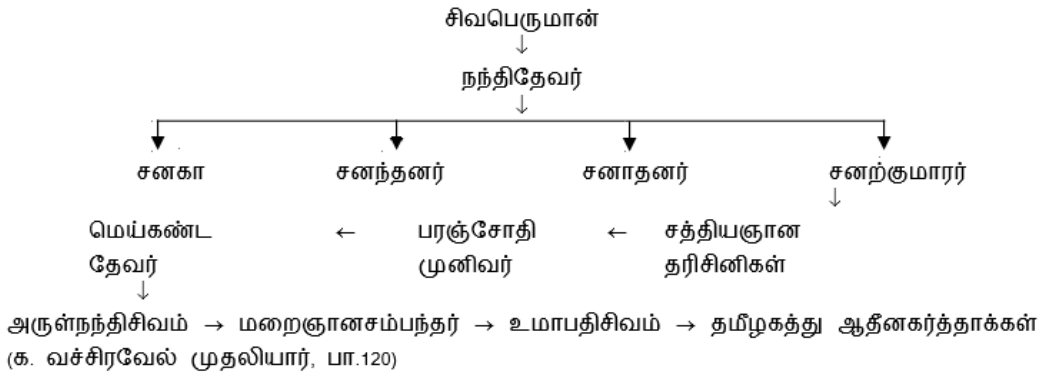 சிவபெருமான்
↓
நந்திதேவர்
↓
சனகா சனந்தனர் சனாதனர் சனற்குமாரர்
↓
மெய்கண்ட ← பரஞ்சோதி ← சத்தியஞான
தேவர் முனிவர் தரிசினிகள்
↓
அருள்நந்திசிவம் → மறைஞானசம்பந்தர் → உமாபதிசிவம் → தமீழகத்து ஆதீனகர்த்தாக்கள்
(க. வச்சிரவேல் முதலியார், பா.120)